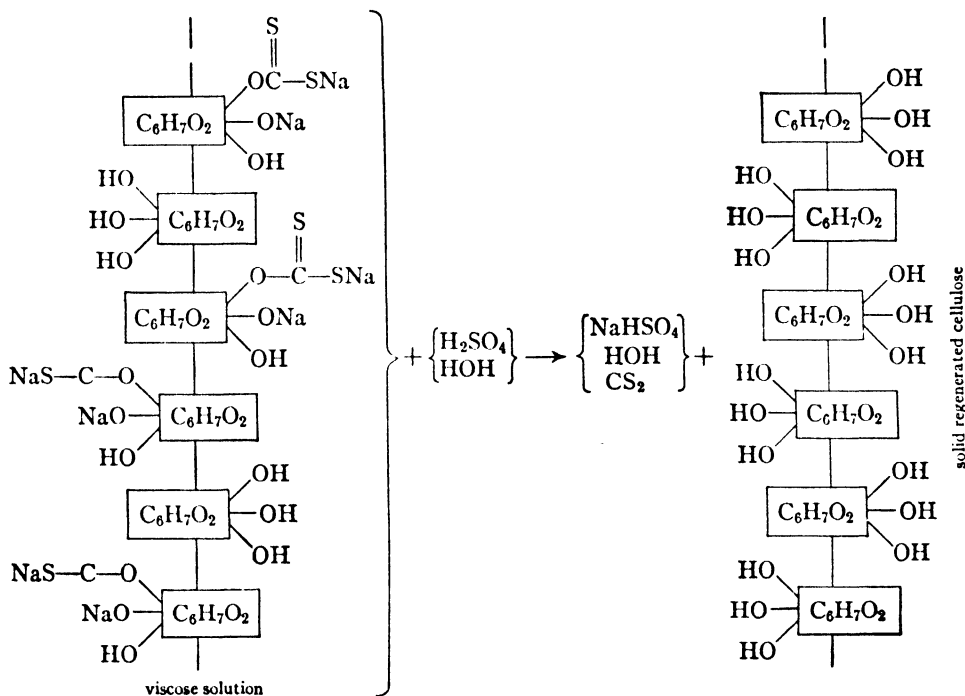 S
OC—SNa
C₆H₇O₂
ONa
OH
HO
HO
C₆H₇O₂
HO
S
O—C—SNa
C₆H₇O₂
ONa
OH
NaS—C—O
NaO
C₆H₇O₂
HO
OH
C₆H₇O₂
OH
OH
NaS—C—O
NaO
C₆H₇O₂
HO
viscose solution
+
H₂SO₄
HOH
→
NaHSO₄
HOH
CS₂
+
OH
C₆H₇O₂
OH
OH
HO
HO
C₆H₇O₂
HO
OH
C₆H₇O₂
OH
OH
HO
HO
C₆H₇O₂
HO
OH
C₆H₇O₂
OH
OH
HO
HO
C₆H₇O₂
HO
solid regenerated cellulose